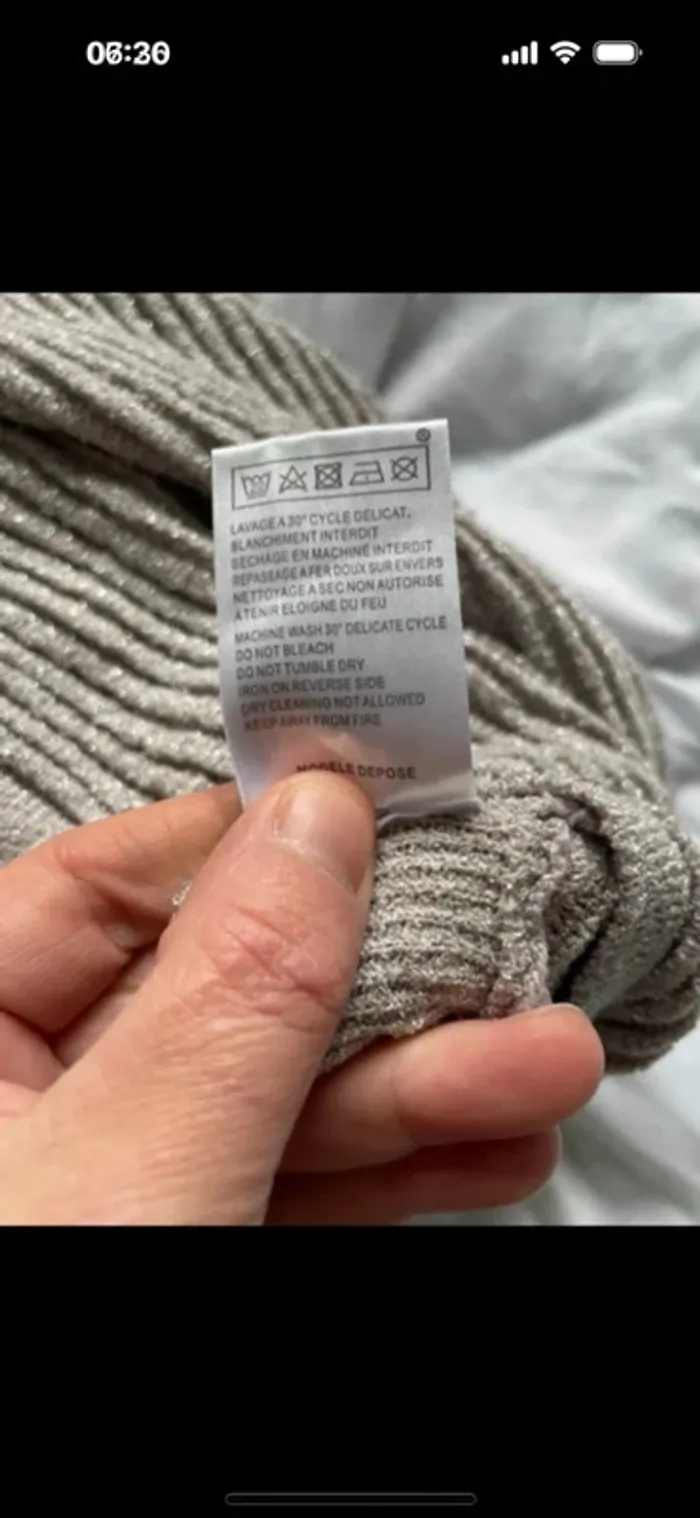 LAVAGE A 30° CYCLE DELICAT,
BLANCHIMENT INTERDIT
SECHAGE EN MACHINE INTERDIT
REPASSAGE A FER DOUX SUR ENVERS
NETTOYAGE A SEC NON AUTORISE
A TENIR ELOIGNE DU FEU
MACHINE WASH 30° DELICATE CYCLE
DO NOT BLEACH
DO NOT TUMBLE DRY
IRON ON REVERSE SIDE
DRY CLEANING NOT ALLOWED
KEEP AWAY FROM FIRE
MODELE DEPOSE